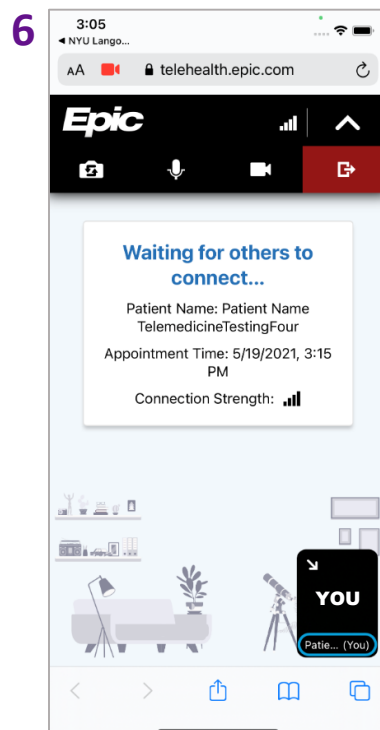 6
3:05
NYU Lango...
AA telehealth.epic.com
Epic
Waiting for others to
connect...
Patient Name: Patient Name
TelemedicineTestingFour
Appointment Time: 5/19/2021, 3:15
PM
Connection Strength:
YOU
Patie... (You)